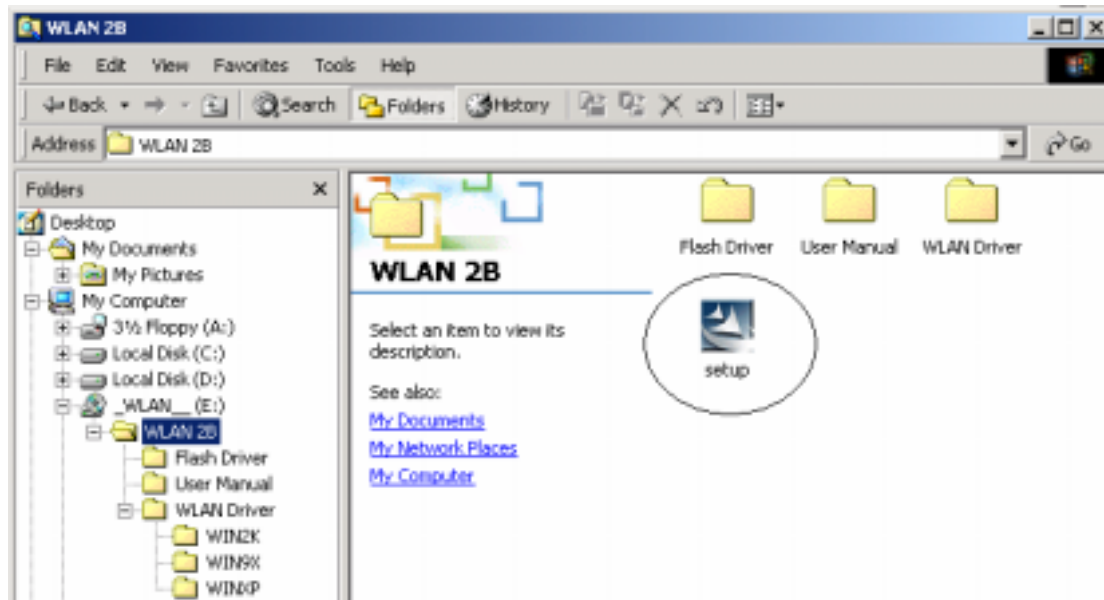 WLAN 2B
File Edit View Favorites Tools Help
Back Search Folders History
Address WLAN 2B Go
Folders
Desktop
My Documents
My Pictures
My Computer
3½ Floppy (A:)
Local Disk (C:)
Local Disk (D:)
_WLAN__ (E:)
WLAN 2B
Flash Driver
User Manual
WLAN Driver
WIN2K
WIN9X
WINXP
WLAN 2B
Select an item to view its
description.
See also:
My Documents
My Network Places
My Computer
Flash Driver User Manual WLAN Driver
setup